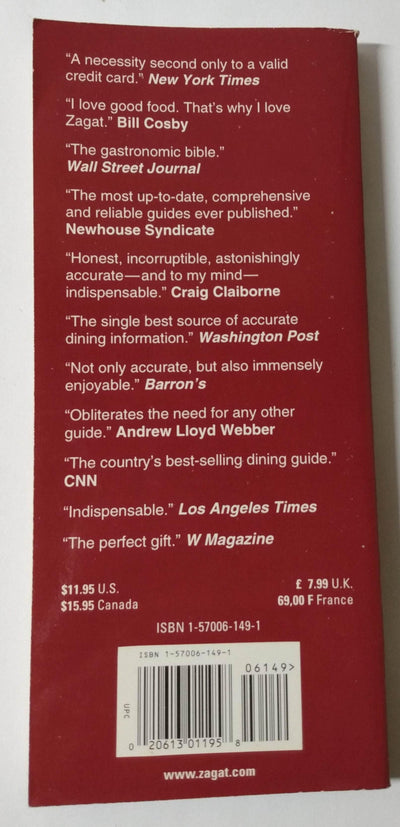 “A necessity second only to a valid
credit card.” New York Times
“I love good food. That’s why I love
Zagat.” Bill Cosby
“The gastronomic bible.”
Wall Street Journal
“The most up-to-date, comprehensive
and reliable guides ever published.”
Newhouse Syndicate
“Honest, incorruptible, astonishingly
accurate—and to my mind—
indispensable.” Craig Claiborne
“The single best source of accurate
dining information.” Washington Post
“Not only accurate, but also immensely
enjoyable.” Barron’s
“Obliterates the need for any other
guide.” Andrew Lloyd Webber
“The country’s best-selling dining guide.”
CNN
“Indispensable.” Los Angeles Times
“The perfect gift.” W Magazine
$11.95 U.S. £ 7.99 U.K.
$15.95 Canada 69,00 F France
ISBN 1-57006-149-1
ISBN 1-57006-149-1
06149>
UPC
0 20613 01195 8
www.zagat.com